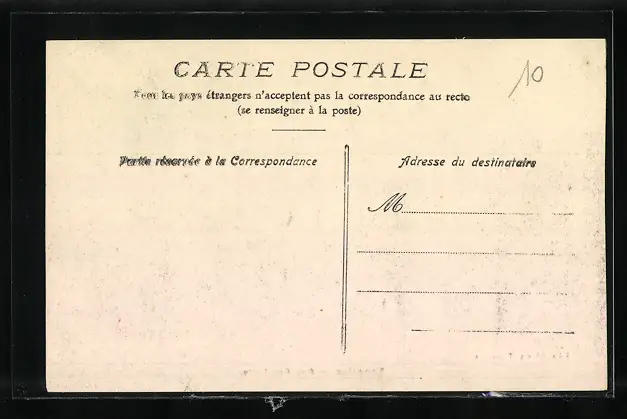 CARTE POSTALE
10
Tous les pays étrangers n'acceptent pas la correspondance au recto
(se renseigner à la poste)
Partie réservée à la Correspondance
Adresse du destinataire
M